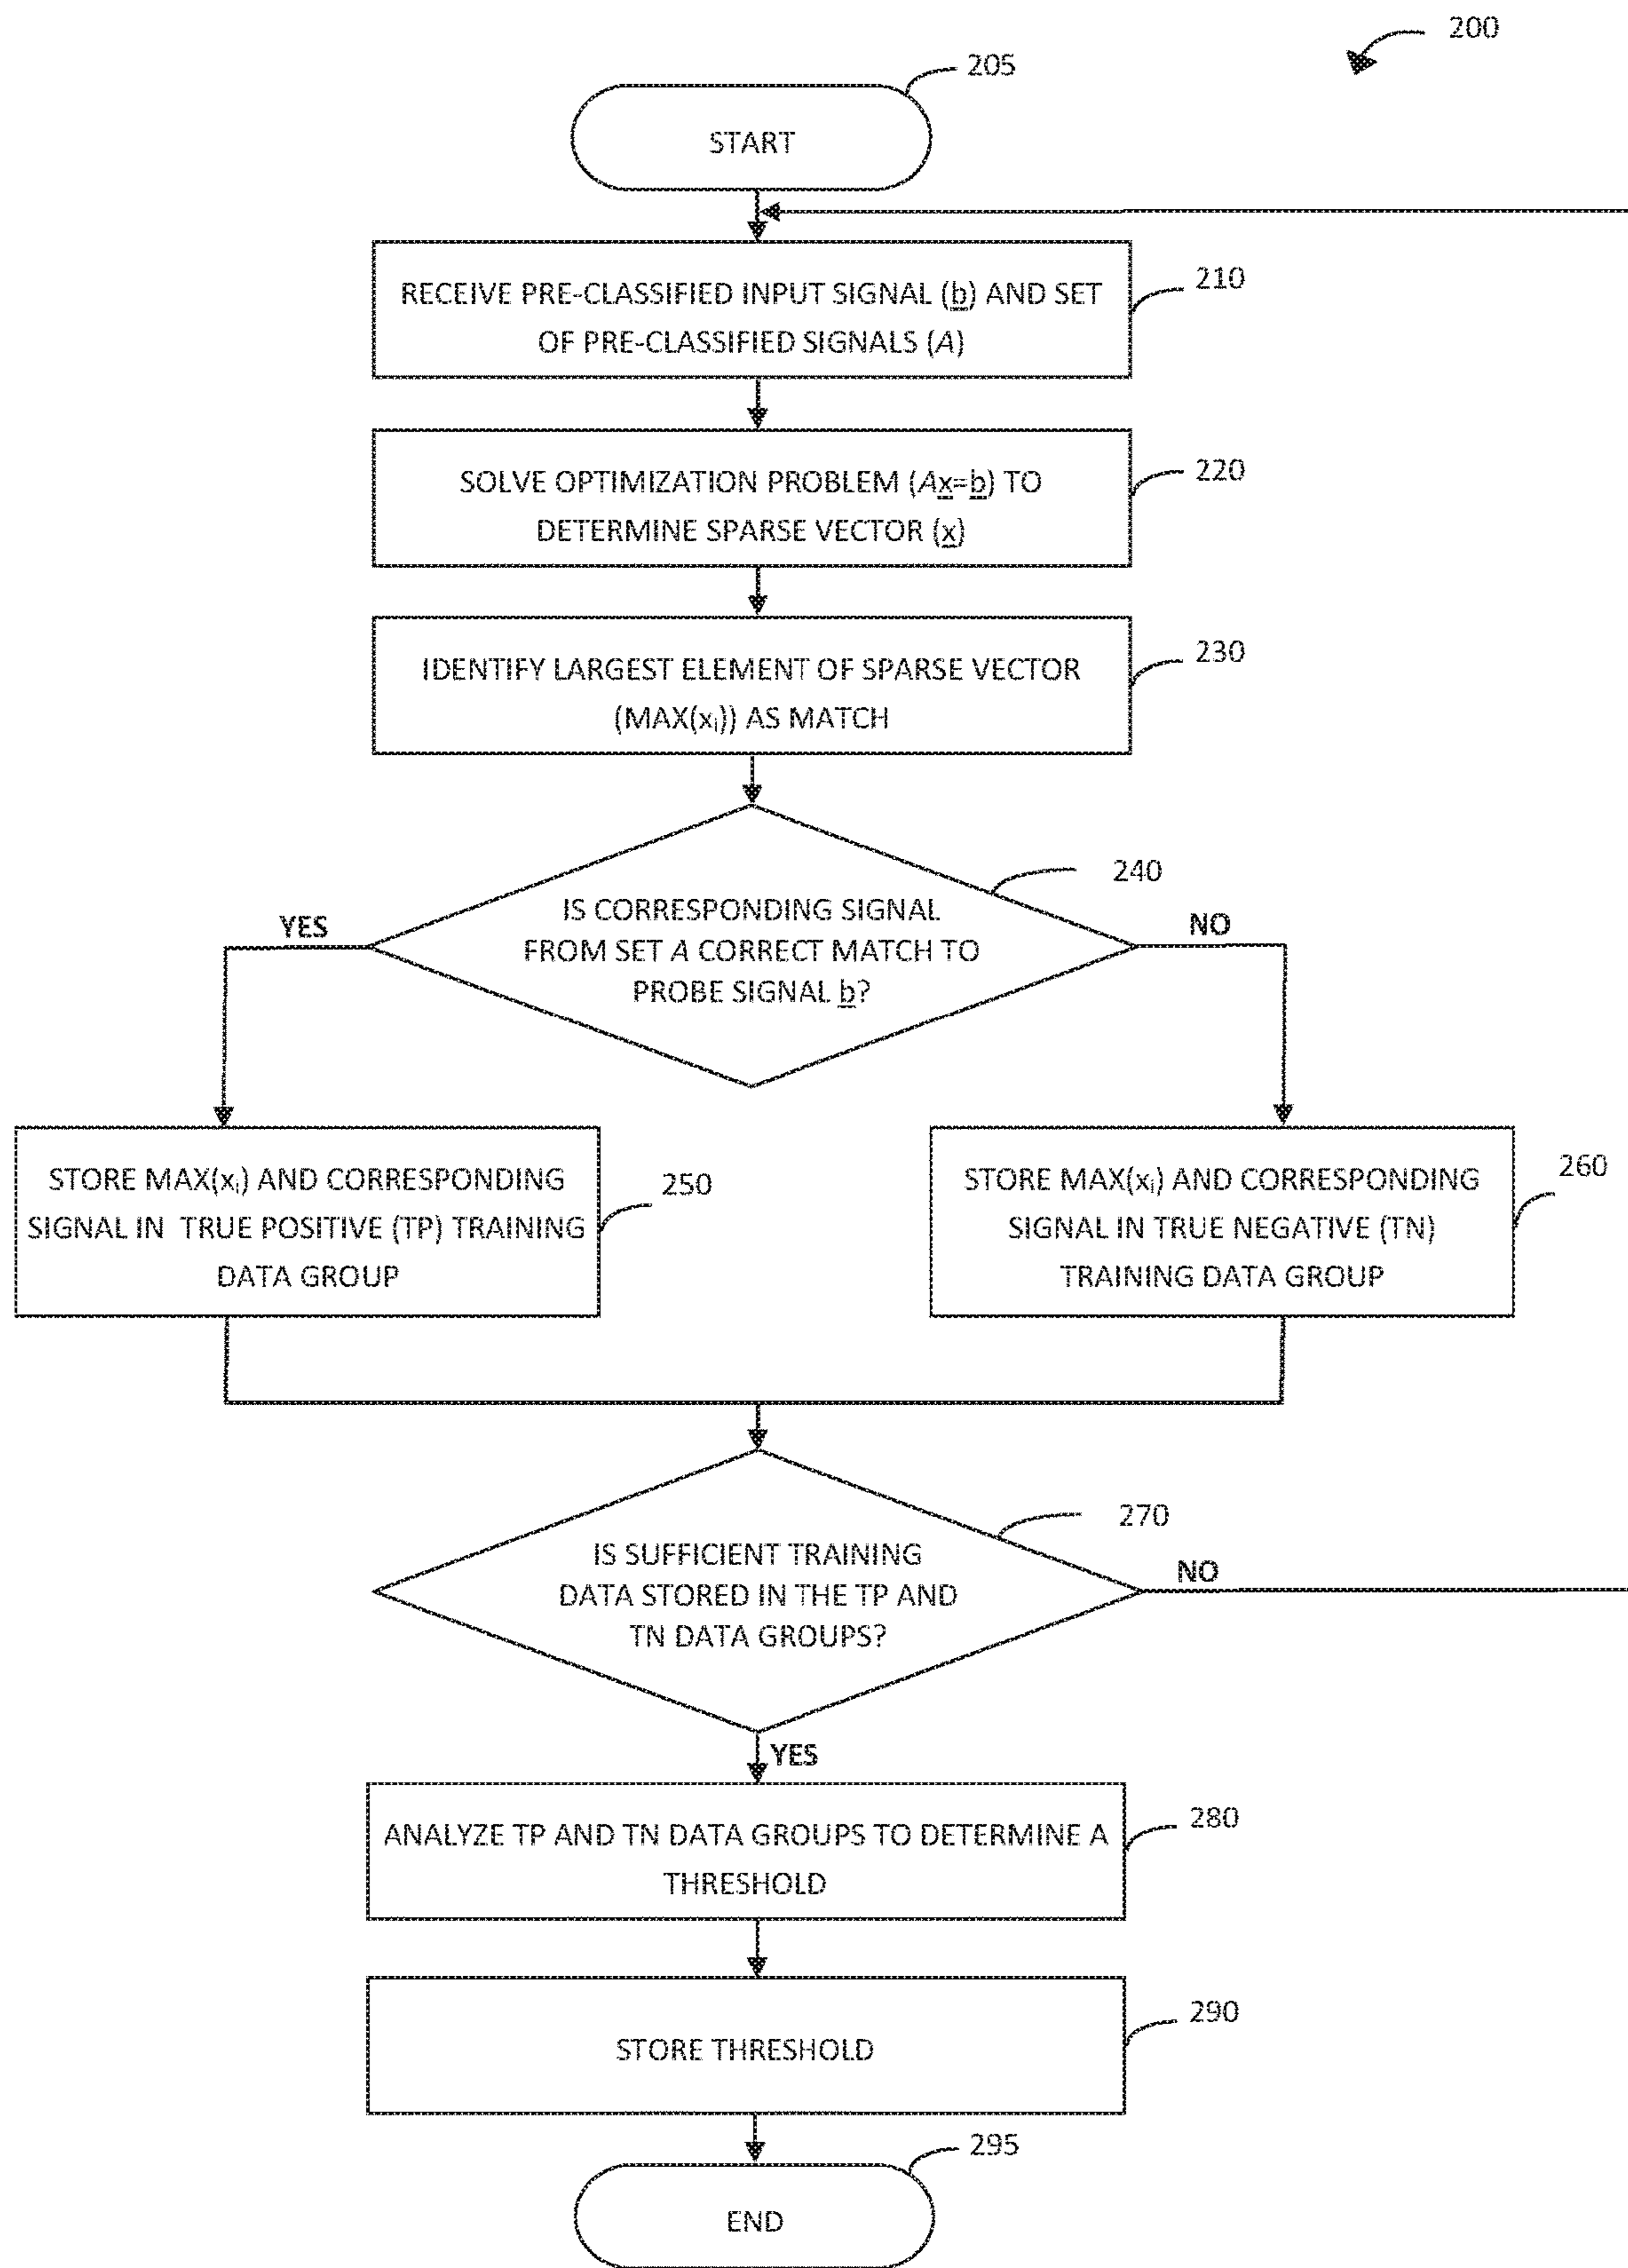 200
205
START
RECEIVE PRE-CLASSIFIED INPUT SIGNAL (b) AND SET
OF PRE-CLASSIFIED SIGNALS (A)
210
SOLVE OPTIMIZATION PROBLEM (Ax=b) TO
DETERMINE SPARSE VECTOR (x)
220
IDENTIFY LARGEST ELEMENT OF SPARSE VECTOR
(MAX(xᵢ)) AS MATCH
230
240
IS CORRESPONDING SIGNAL
FROM SET A CORRECT MATCH TO
PROBE SIGNAL b?
YES
NO
STORE MAX(xᵢ) AND CORRESPONDING
SIGNAL IN TRUE POSITIVE (TP) TRAINING
DATA GROUP
250
STORE MAX(xᵢ) AND CORRESPONDING
SIGNAL IN TRUE NEGATIVE (TN)
TRAINING DATA GROUP
260
270
IS SUFFICIENT TRAINING
DATA STORED IN THE TP AND
TN DATA GROUPS?
NO
YES
ANALYZE TP AND TN DATA GROUPS TO DETERMINE A
THRESHOLD
280
STORE THRESHOLD
290
295
END